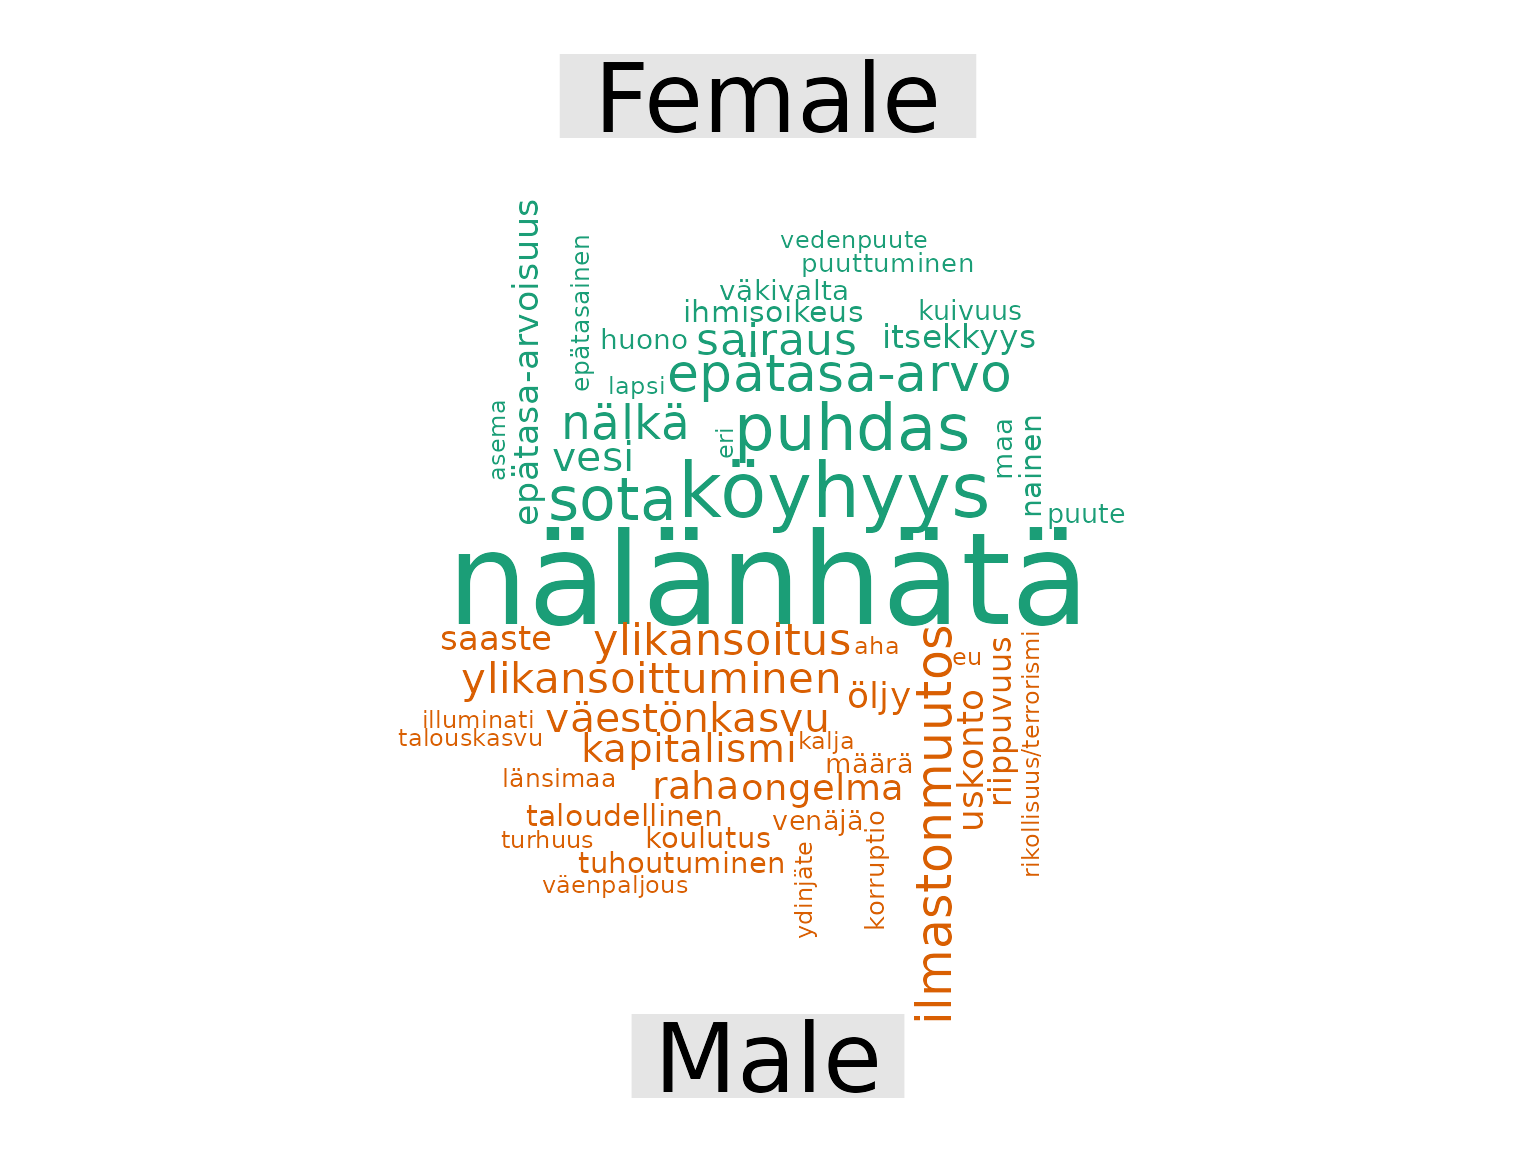 Female
vedenpuute
puuttuminen
väkivalta
ihmisoikeus
kuivuus
huono
sairaus
itsekkyys
epätasa-arvoisuus
epätasainen
lapsi
epätasa-arvo
asema
nälkä
eri
puhdas
maa
nainen
vesi
sota
köyhyys
puute
nälänhätä
saaste
ylikansoitus
aha
eu
ylikansoittuminen
öljy
ilmastonmuutos
uskonto
riippuvuus
rikollisuus/terrorismi
illuminati
väestönkasvu
talouskasvu
kapitalismi
kalja
määrä
länsimaa
raha
ongelma
taloudellinen
venäjä
turhuus
koulutus
tuhoutuminen
väenpaljous
ydinjäte
korruptio
Male